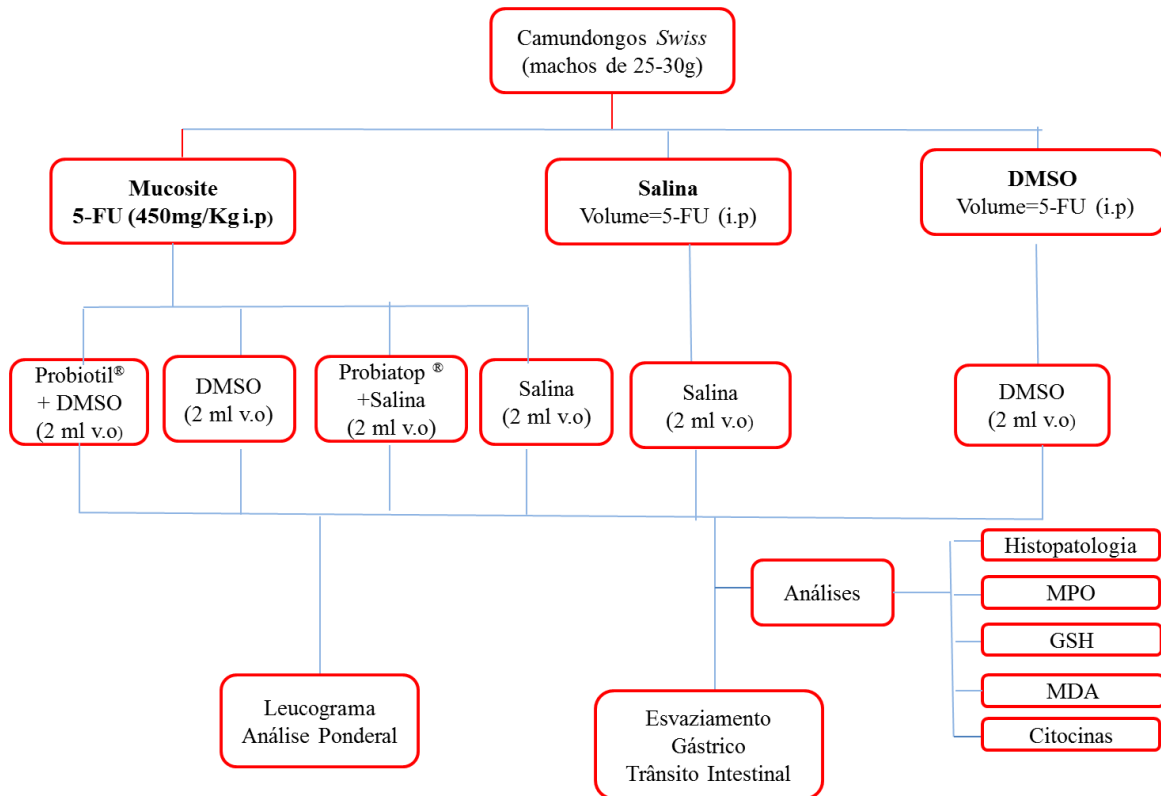 Camundongos Swiss
(machos de 25-30g)
Mucosite
5-FU (450mg/Kg i.p)
Salina
Volume=5-FU (i.p)
DMSO
Volume=5-FU (i.p)
Probiotil®
+ DMSO
(2 ml v.o)
DMSO
(2 ml v.o)
Probiatop ®
+Salina
(2 ml v.o)
Salina
(2 ml v.o)
Salina
(2 ml v.o)
DMSO
(2 ml v.o)
Leucograma
Análise Ponderal
Esvaziamento
Gástrico
Trânsito Intestinal
Análises
Histopatologia
MPO
GSH
MDA
Citocinas